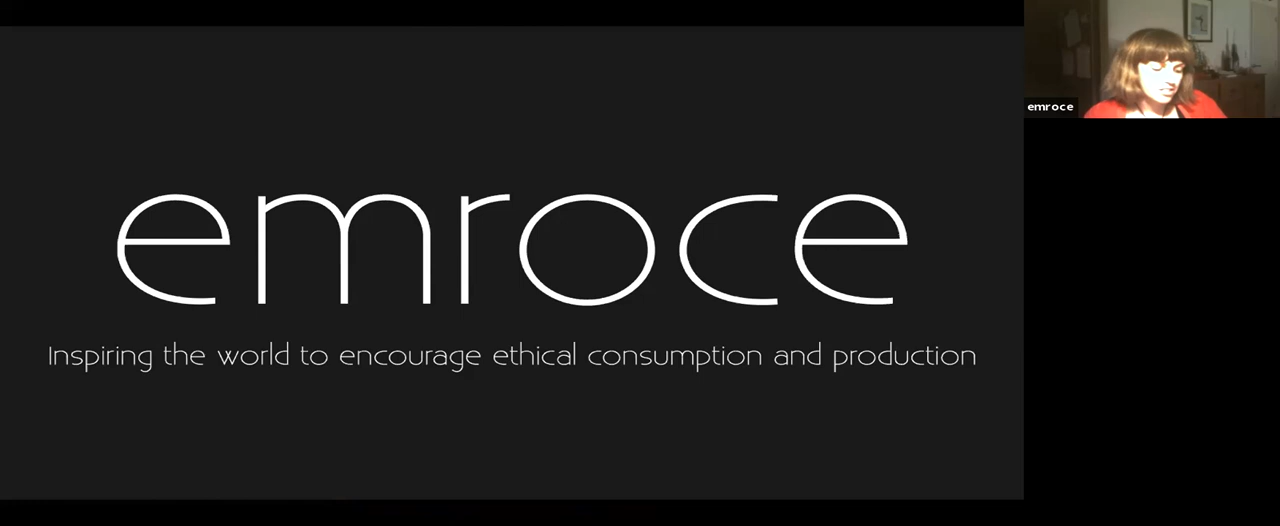 emroce
Inspiring the world to encourage ethical consumption and production
emroce